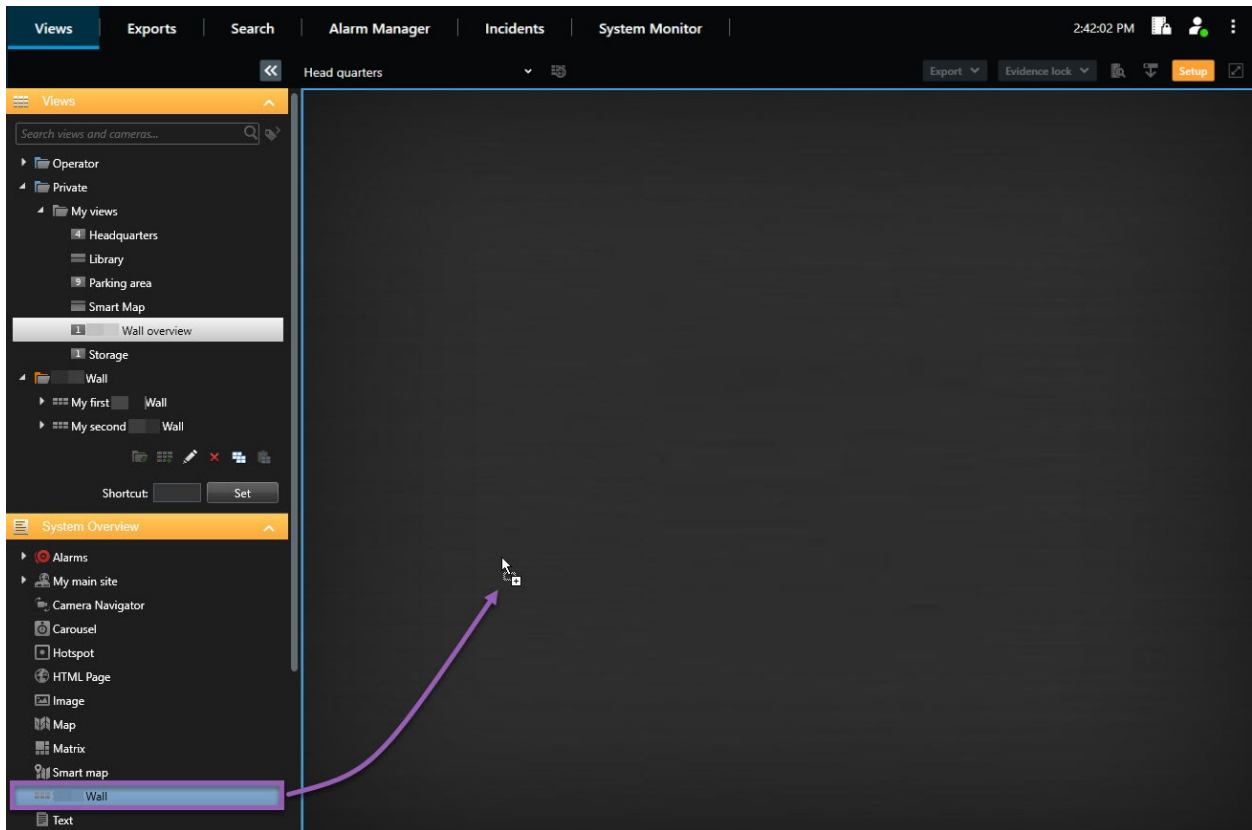 Views Exports Search Alarm Manager Incidents System Monitor 2:42:02 PM
Head quarters Export Evidence lock Setup
Views
Search views and cameras...
Operator
Private
My views
4 Headquarters
Library
9 Parking area
Smart Map
1 Wall overview
1 Storage
Wall
My first Wall
My second Wall
Shortcut: Set
System Overview
Alarms
My main site
Camera Navigator
Carousel
Hotspot
HTML Page
Image
Map
Matrix
Smart map
Wall
Text